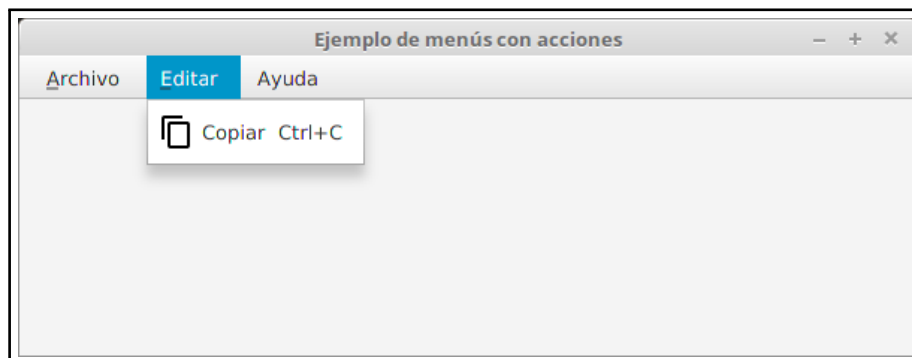 Ejemplo de menús con acciones
Archivo Editar Ayuda
Copiar Ctrl+C